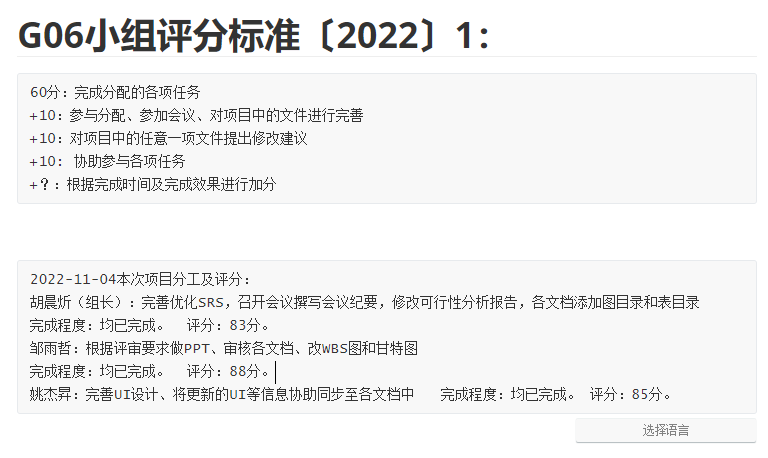 G06小组评分标准〔2022〕1：
60分：完成分配的各项任务
+10：参与分配、参加会议、对项目中的文件进行完善
+10：对项目中的任意一项文件提出修改建议
+10： 协助参与各项任务
+？：根据完成时间及完成效果进行加分
2022-11-04本次项目分工及评分：
胡晨炘（组长）：完善优化SRS，召开会议撰写会议纪要，修改可行性分析报告，各文档添加图目录和表目录
完成程度：均已完成。  评分：83分。
邹雨哲：根据评审要求做PPT、审核各文档、改WBS图和甘特图
完成程度：均已完成。  评分：88分。
姚杰昇：完善UI设计、将更新的UI等信息协助同步至各文档中   完成程度：均已完成。 评分：85分。
选择语言